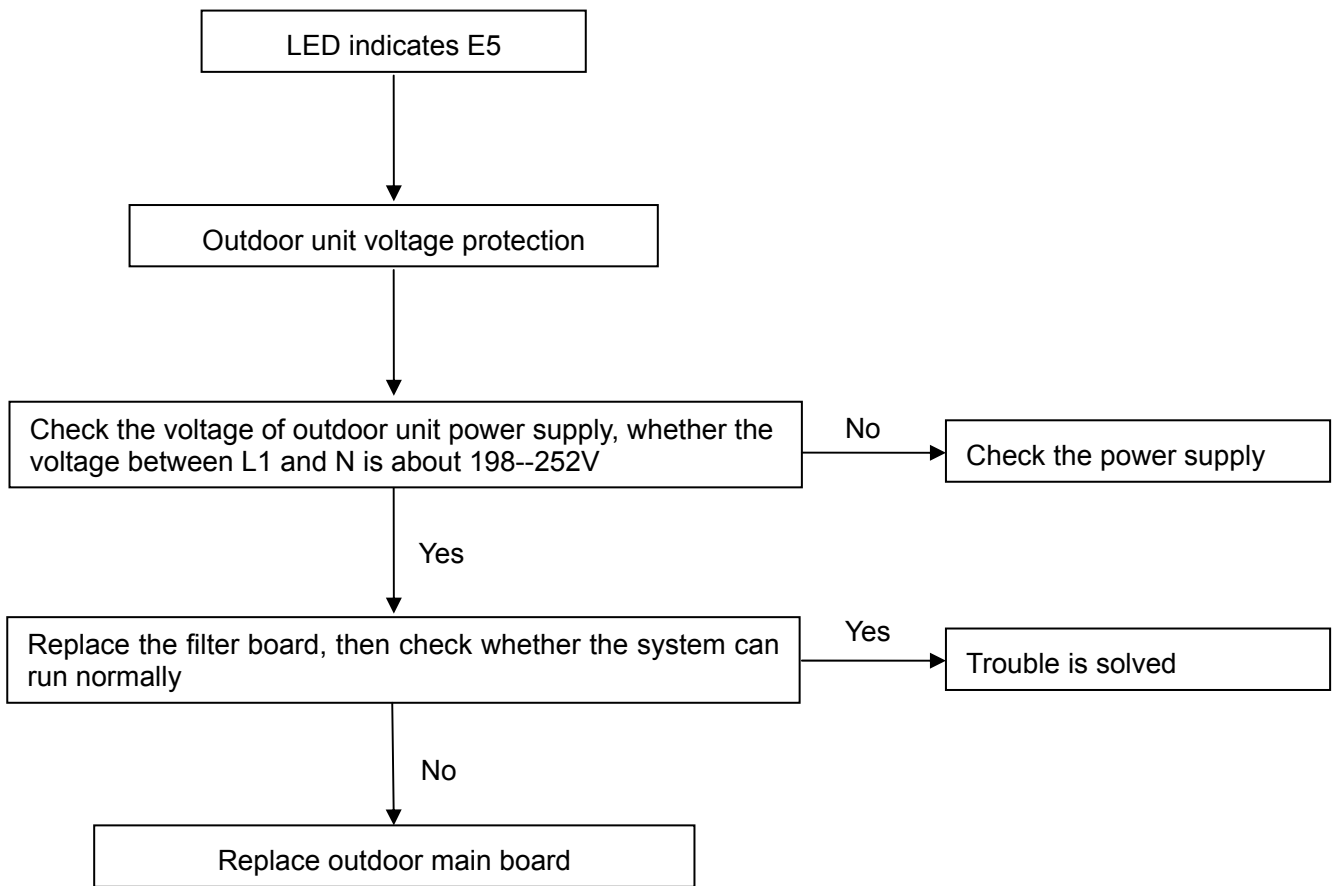 LED indicates E5
Outdoor unit voltage protection
Check the voltage of outdoor unit power supply, whether the
voltage between L1 and N is about 198--252V
No
Check the power supply
Yes
Replace the filter board, then check whether the system can
run normally
Yes
Trouble is solved
No
Replace outdoor main board